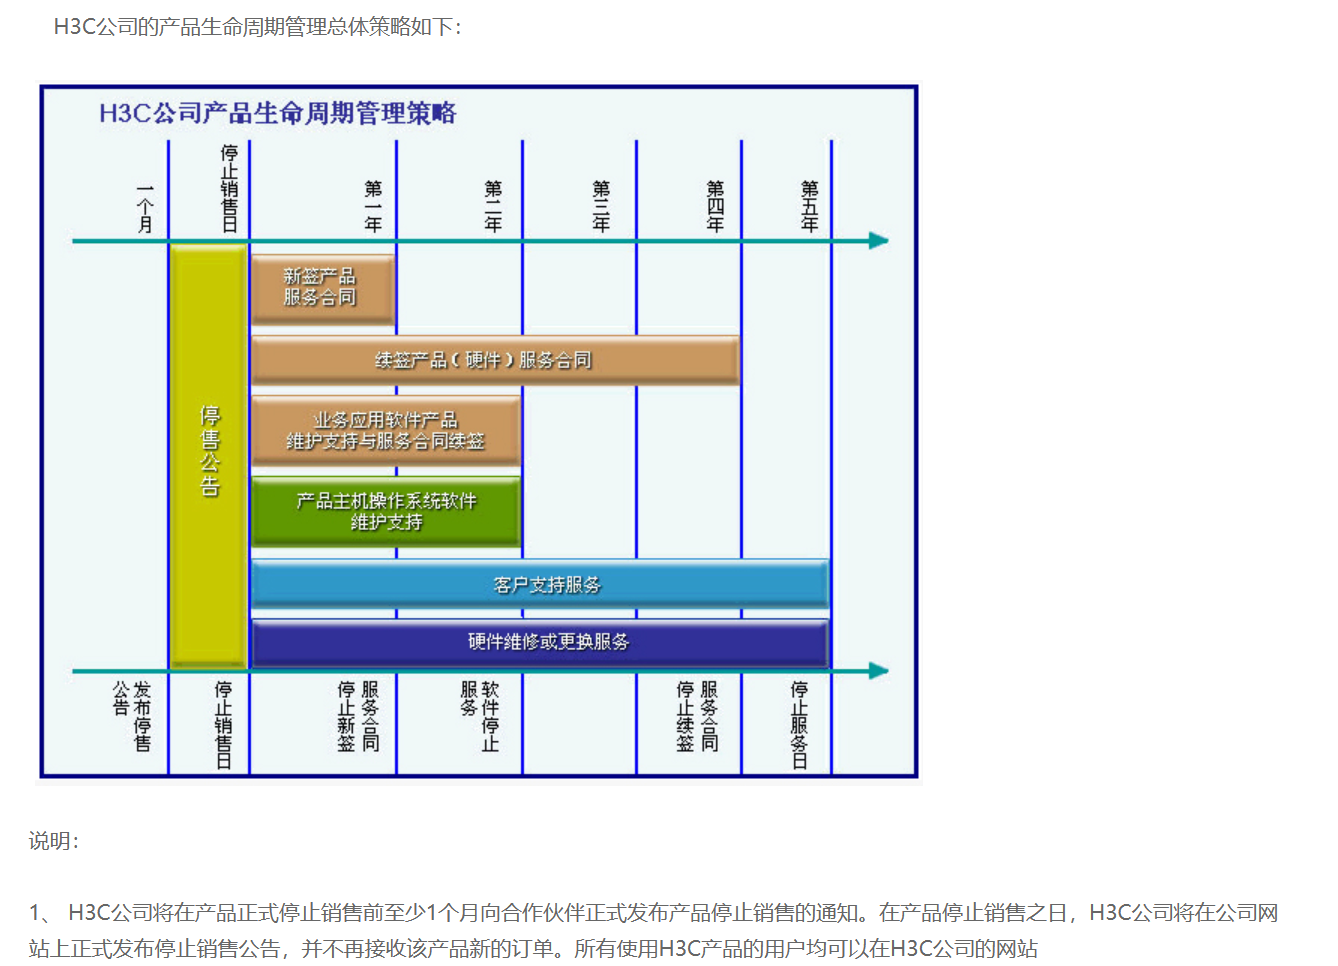 H3C公司的产品生命周期管理总体策略如下：
H3C公司产品生命周期管理策略
一个月
停止销售日
第一年
第二年
第三年
第四年
第五年
新签产品
服务合同
续签产品（硬件）服务合同
停售公告
业务应用软件产品
维护支持与服务合同续签
产品主机操作系统软件
维护支持
客户支持服务
硬件维修或更换服务
发布停售
公告
停止销售日
服务合同
停止新签
软件停止
服务
服务合同
停止续签
停止服务日
说明：
1、 H3C公司将在产品正式停止销售前至少1个月向合作伙伴正式发布产品停止销售的通知。在产品停止销售之日，H3C公司将在公司网
站上正式发布停止销售公告，并不再接收该产品新的订单。所有使用H3C产品的用户均可以在H3C公司的网站